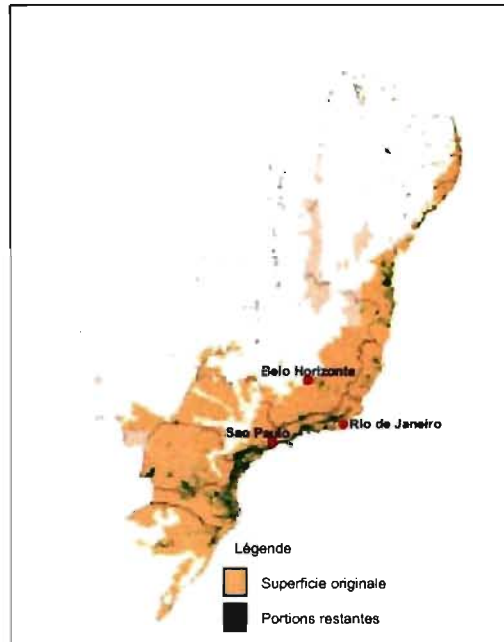 Belo Horizonte
Rio de Janeiro
Sao Paulo
Légende
Superficie originale
Portions restantes